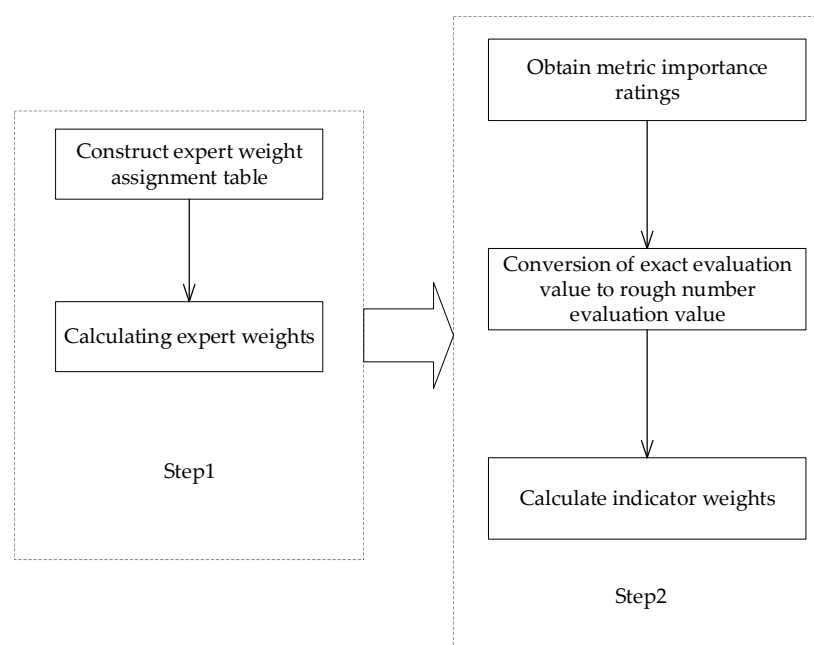 Construct expert weight
assignment table
Calculating expert weights
Step1
Obtain metric importance
ratings
Conversion of exact evaluation
value to rough number
evaluation value
Calculate indicator weights
Step2